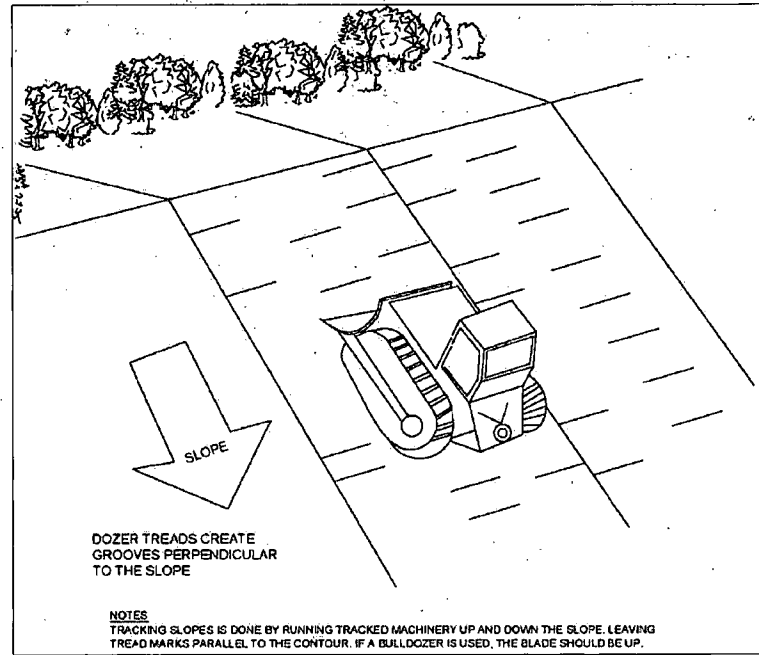 SLOPE
DOZER TREADS CREATE
GROOVES PERPENDICULAR
TO THE SLOPE
NOTES
TRACKING SLOPES IS DONE BY RUNNING TRACKED MACHINERY UP AND DOWN THE SLOPE. LEAVING
TREAD MARKS PARALLEL TO THE CONTOUR. IF A BULLDOZER IS USED, THE BLADE SHOULD BE UP.